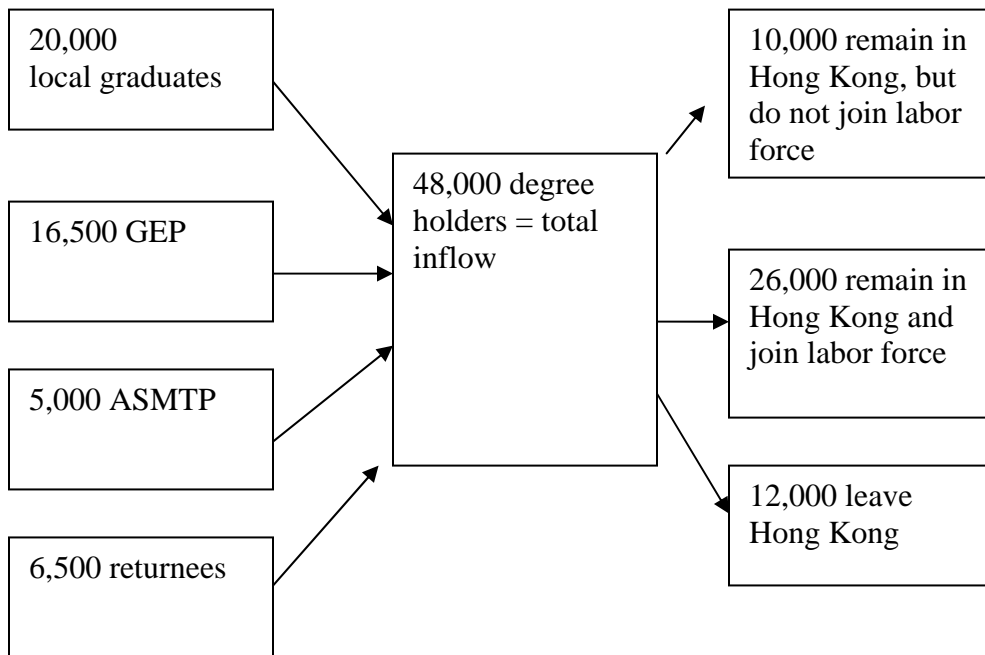 20,000
local graduates
16,500 GEP
5,000 ASMTP
6,500 returnees
48,000 degree
holders = total
inflow
10,000 remain in
Hong Kong, but
do not join labor
force
26,000 remain in
Hong Kong and
join labor force
12,000 leave
Hong Kong